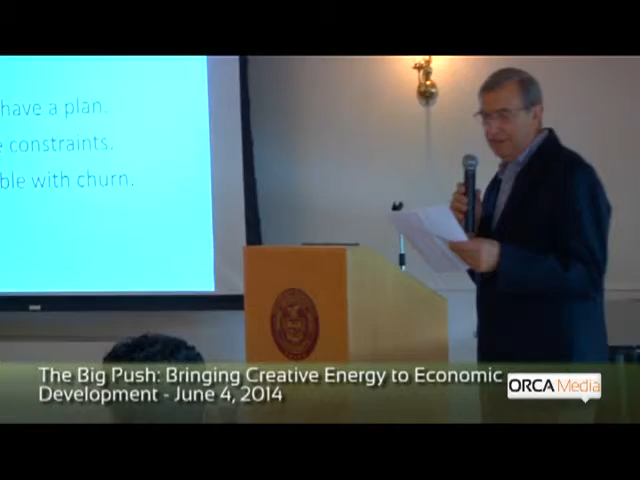 have a plan.
constraints.
with churn.
The Big Push: Bringing Creative Energy to Economic
Development - June 4, 2014
ORCA Media